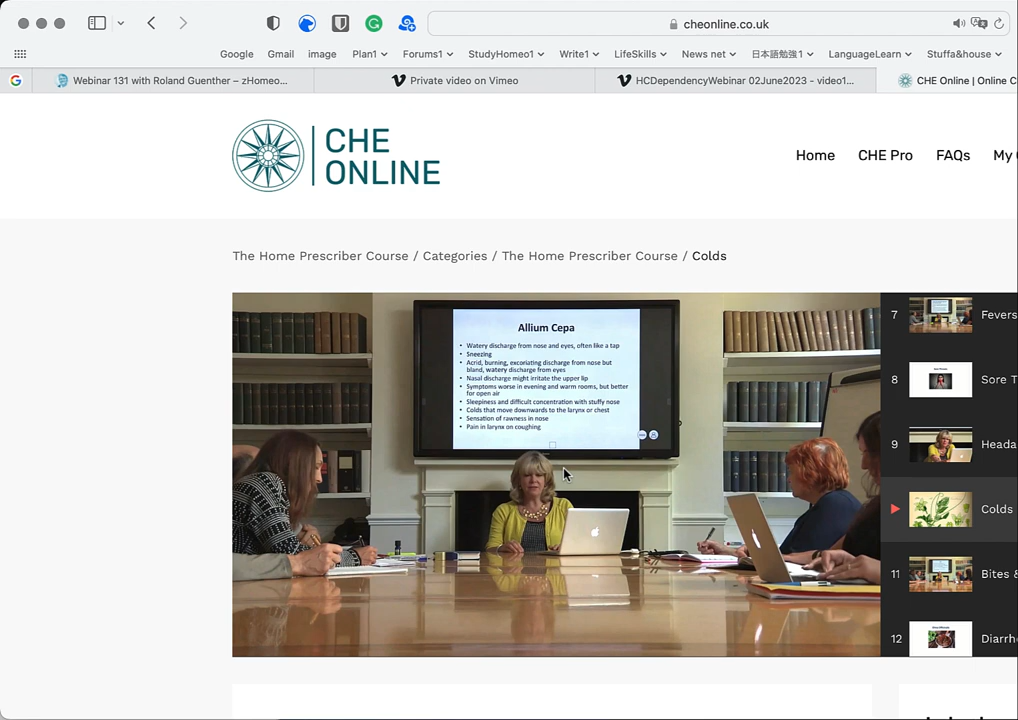 cheonline.co.uk
Google Gmail image Plan1 Forums1 StudyHomeo1 Write1 LifeSkills News net 日本語勉強1 LanguageLearn Stuffa&house
Webinar 131 with Roland Guenther – zHomeo... Private video on Vimeo HCDependencyWebinar 02June2023 - video1... CHE Online | Online C
CHE
ONLINE
Home CHE Pro FAQs My
The Home Prescriber Course / Categories / The Home Prescriber Course / Colds
Allium Cepa
• Watery discharge from nose and eyes, often like a tap
• Sneezing
• Acrid, burning, excoriating discharge from nose but
bland, watery discharge from eyes
• Nasal discharge might irritate the upper lip
• Symptoms worse in evening and warm rooms, but better
for open air
• Sleepiness and difficult concentration with stuffy nose
• Colds that move downwards to the larynx or chest
• Sensation of rawness in nose
• Pain in larynx on coughing
7 Fevers
8 Sore T
9 Heada
Colds
11 Bites &
12 Diarrh